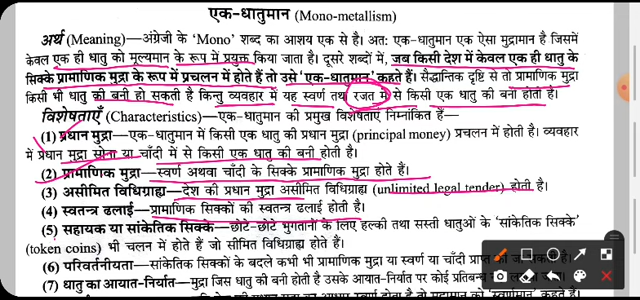 एक-धातुमान (Mono-metallism)
अर्थ (Meaning)—अंग्रेजी के 'Mono' शब्द का आशय एक से है। अत: एक-धातुमान एक ऐसा मुद्रामान है जिसमें
केवल एक ही धातु को मूल्यमान के रूप में प्रयुक्त किया जाता है। दूसरे शब्दों में, जब किसी देश में केवल एक ही धातु के
सिक्के प्रामाणिक मुद्रा के रूप में प्रचलन में होते हैं तो उसे 'एक-धातुमान' कहते हैं। सैद्धान्तिक दृष्टि से तो प्रामाणिक मुद्रा
किसी भी धातु की बनी हो सकती है किन्तु व्यवहार में यह स्वर्ण तथा रजत में से किसी एक धातु की बनी होती है।
विशेषताएँ (Characteristics)—एक-धातुमान की प्रमुख विशेषताएँ निम्नांकित हैं—
(1) प्रधान मुद्रा—एक-धातुमान में किसी एक धातु की प्रधान मुद्रा (principal money) प्रचलन में होती है। व्यवहार
में प्रधान मुद्रा सोना या चाँदी में से किसी एक धातु की बनी होती है।
(2) प्रामाणिक मुद्रा—स्वर्ण अथवा चाँदी के सिक्के प्रामाणिक मुद्रा होते हैं।
(3) असीमित विधिग्राह्य—देश की प्रधान मुद्रा असीमित विधिग्राह्य (unlimited legal tender) होती है।
(4) स्वतन्त्र ढलाई—प्रामाणिक सिक्कों की स्वतन्त्र ढलाई होती है।
(5) सहायक या सांकेतिक सिक्के—छोटे-छोटे भुगतानों के लिए हल्की तथा सस्ती धातुओं के 'सांकेतिक सिक्के'
(token coins) भी चलन में होते हैं जो सीमित विधिग्राह्य होते हैं।
(6) परिवर्तनीयता—सांकेतिक सिक्कों के बदले कभी भी प्रामाणिक मुद्रा या स्वर्ण या चाँदी प्राप्त की जा सकती है।
(7) धातु का आयात-निर्यात—मुद्रा जिस धातु की बनी होती है उसके आयात-निर्यात पर कोई प्रतिबन्ध